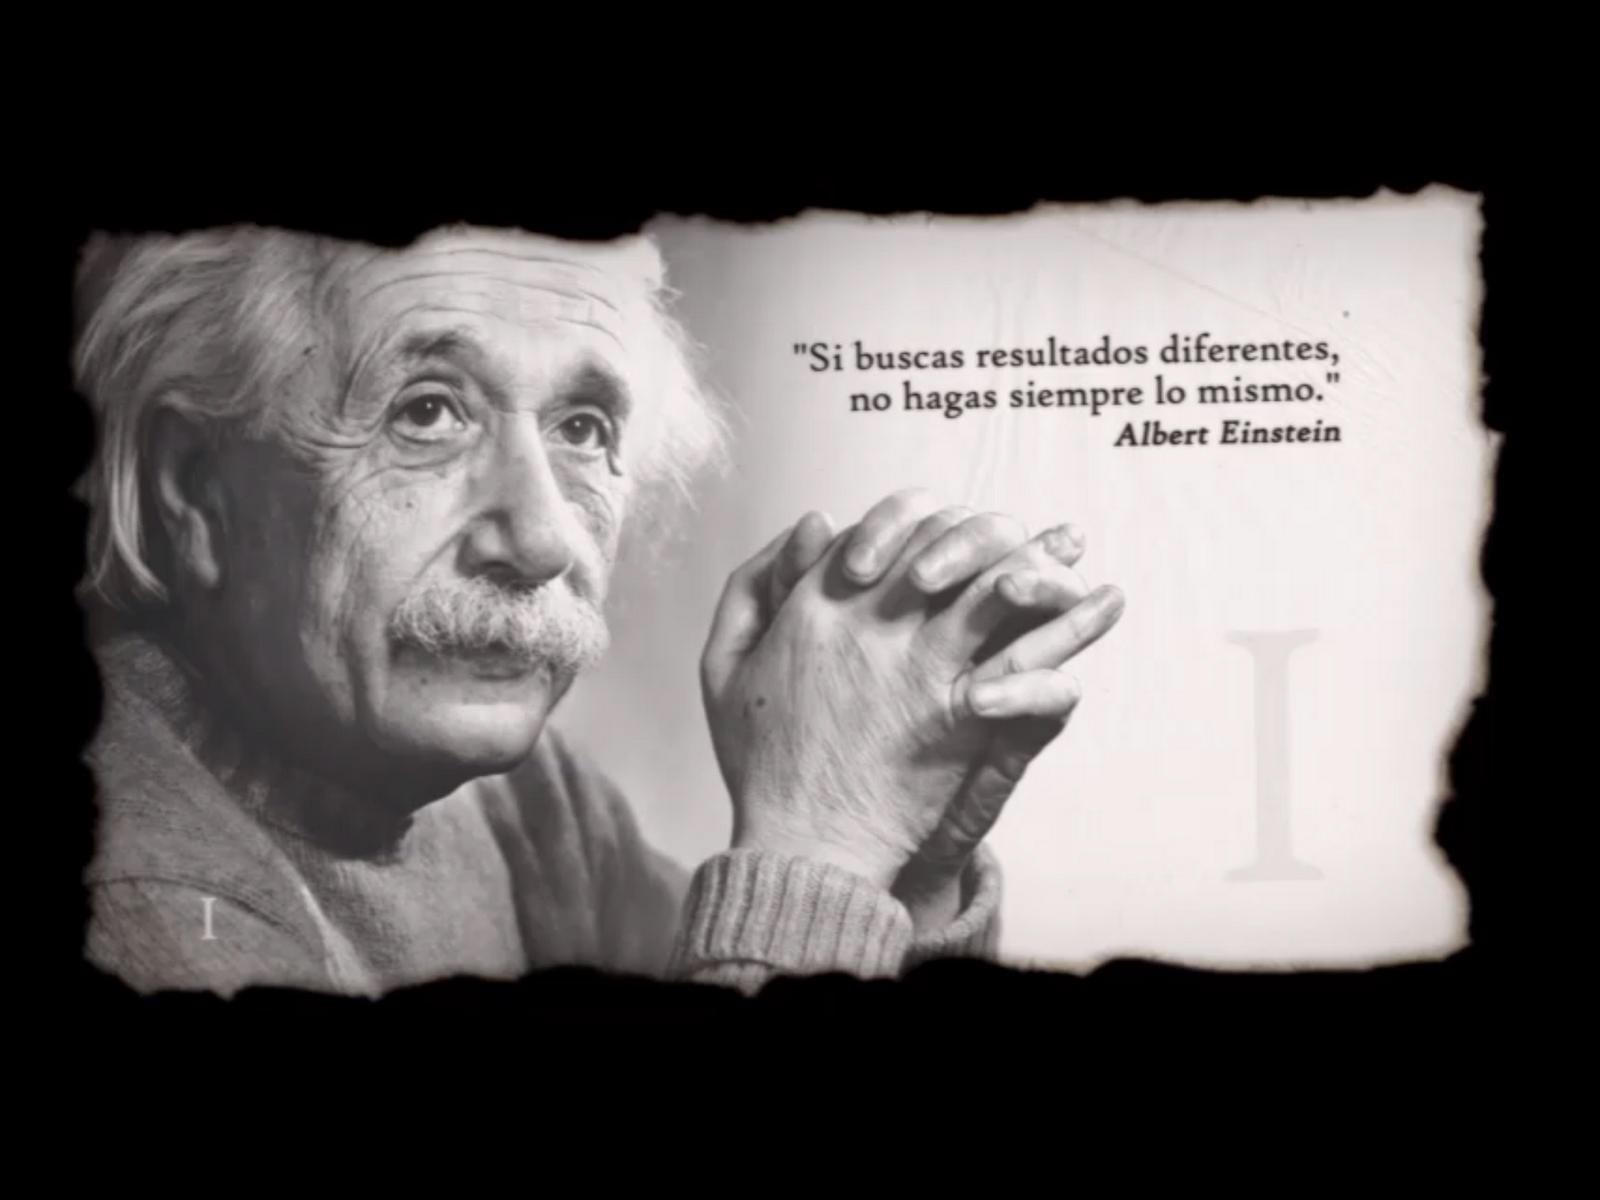 "Si buscas resultados diferentes,
no hagas siempre lo mismo."
Albert Einstein
I
I